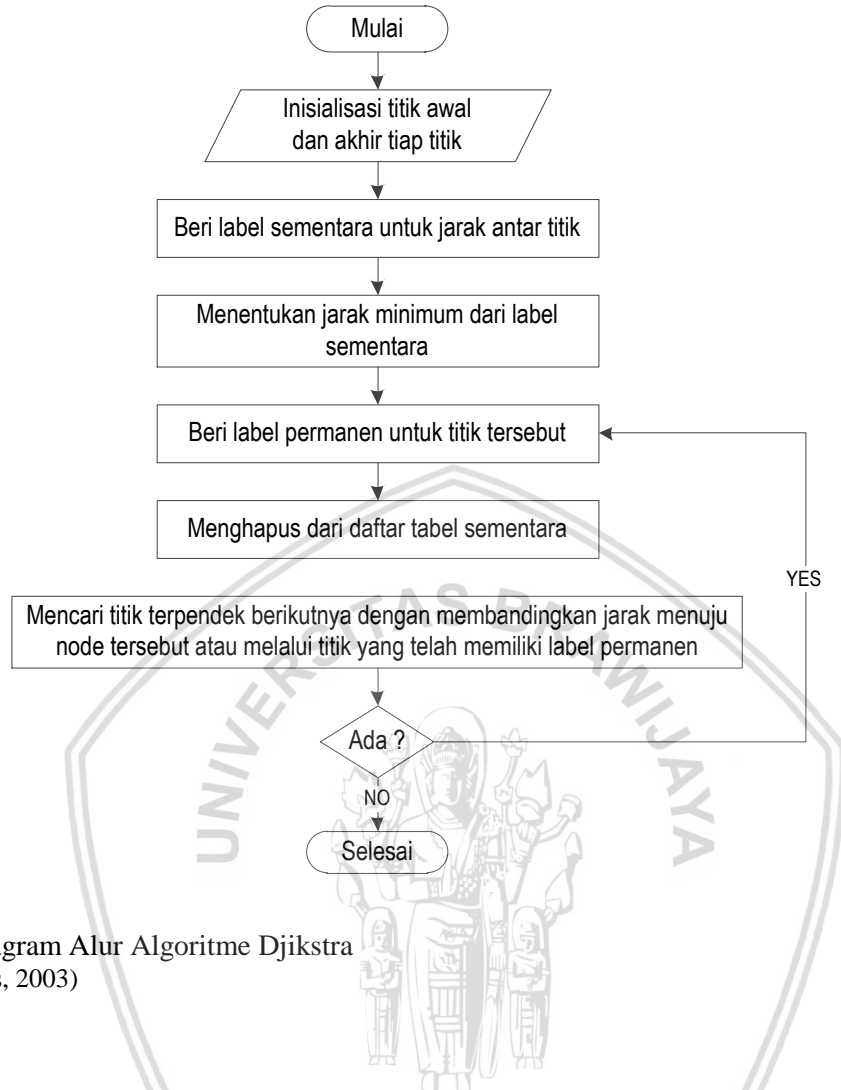 Mulai
Inisialisasi titik awal
dan akhir tiap titik
Beri label sementara untuk jarak antar titik
Menentukan jarak minimum dari label
sementara
Beri label permanen untuk titik tersebut
Menghapus dari daftar tabel sementara
YES
Mencari titik terpendek berikutnya dengan membandingkan jarak menuju
node tersebut atau melalui titik yang telah memiliki label permanen
Ada ?
NO
Selesai
UNIVERSITAS BRAWIJAYA
gram Alur Algoritme Djikstra
, 2003)